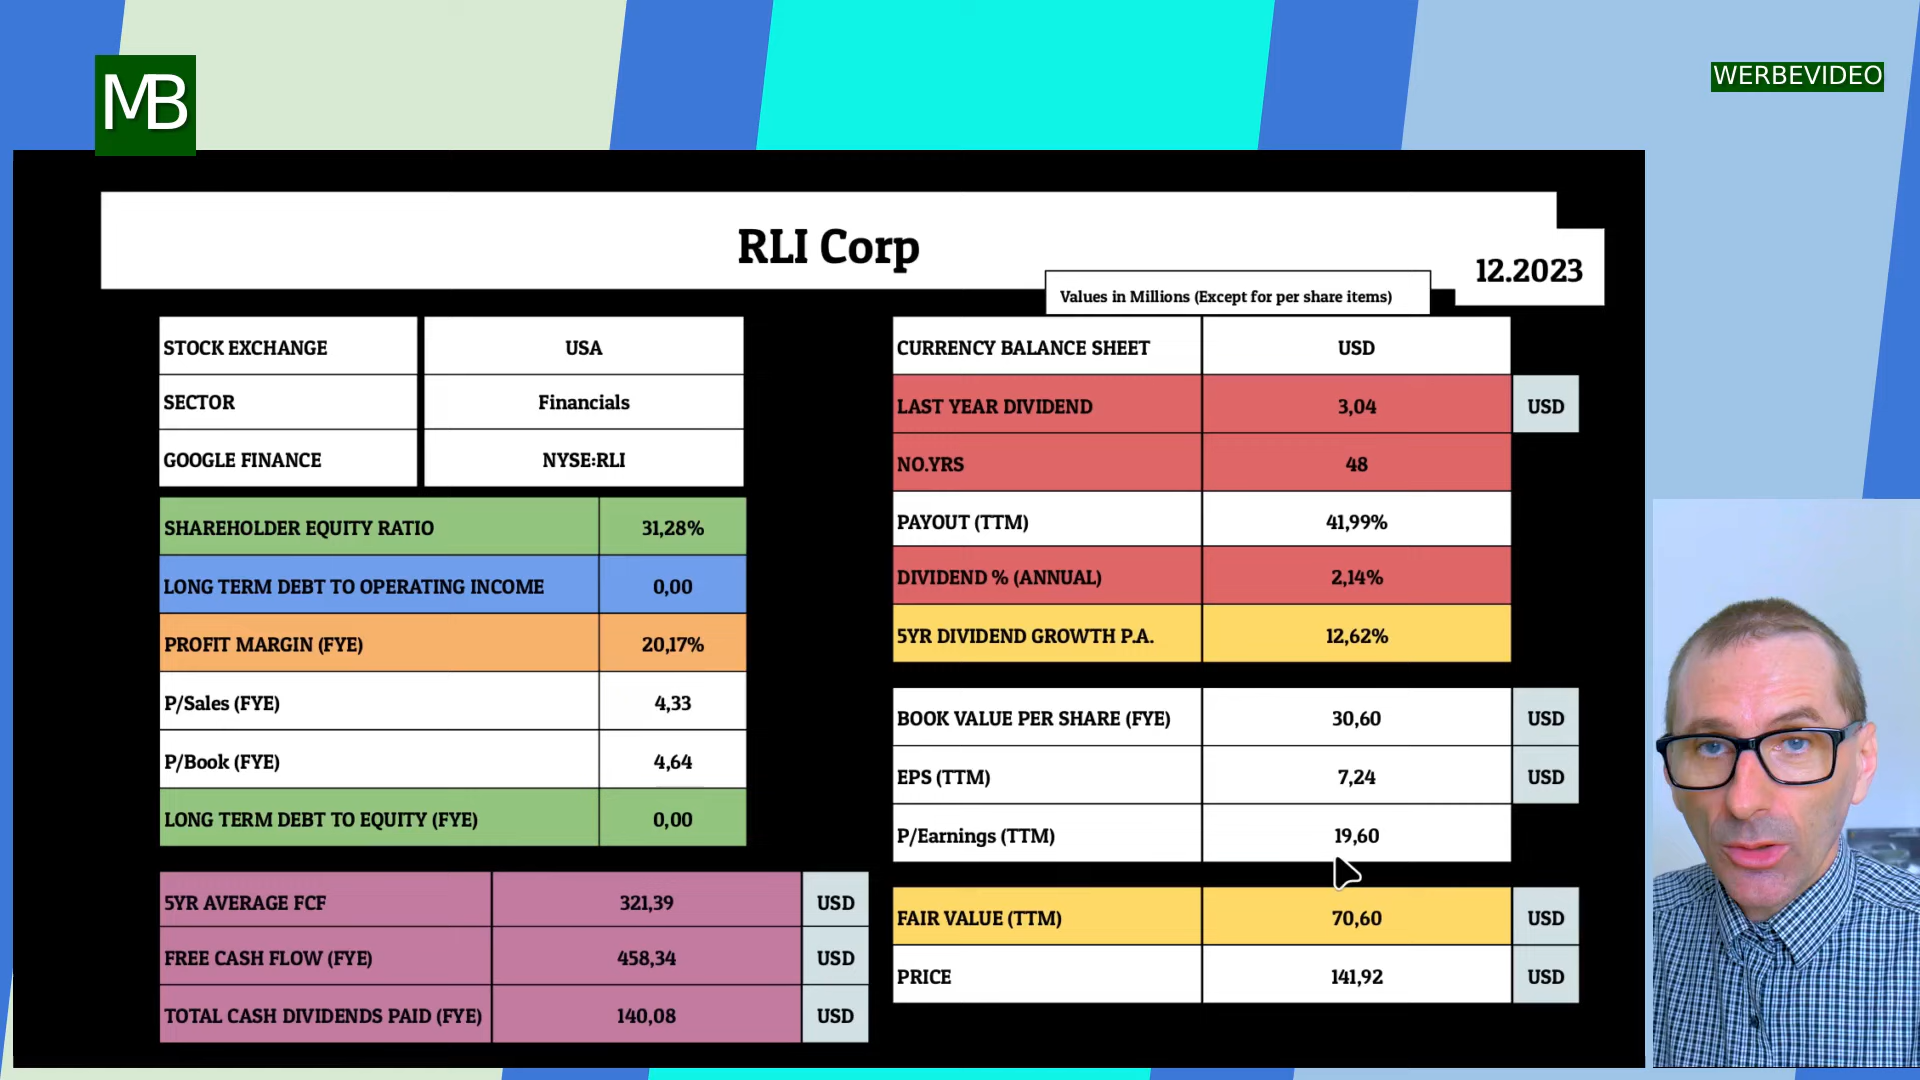 MB
WERBEVIDEO
RLI Corp
12.2023
Values in Millions (Except for per share items)
STOCK EXCHANGE USA
SECTOR Financials
GOOGLE FINANCE NYSE:RLI
SHAREHOLDER EQUITY RATIO 31,28%
LONG TERM DEBT TO OPERATING INCOME 0,00
PROFIT MARGIN (FYE) 20,17%
P/Sales (FYE) 4,33
P/Book (FYE) 4,64
LONG TERM DEBT TO EQUITY (FYE) 0,00
5YR AVERAGE FCF 321,39 USD
FREE CASH FLOW (FYE) 458,34 USD
TOTAL CASH DIVIDENDS PAID (FYE) 140,08 USD
CURRENCY BALANCE SHEET USD
LAST YEAR DIVIDEND 3,04 USD
NO.YRS 48
PAYOUT (TTM) 41,99%
DIVIDEND % (ANNUAL) 2,14%
5YR DIVIDEND GROWTH P.A. 12,62%
BOOK VALUE PER SHARE (FYE) 30,60 USD
EPS (TTM) 7,24 USD
P/Earnings (TTM) 19,60
FAIR VALUE (TTM) 70,60 USD
PRICE 141,92 USD